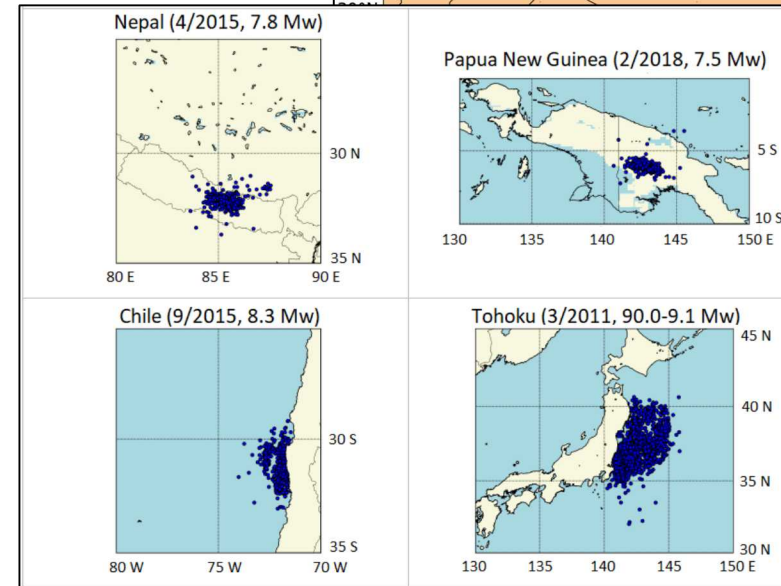 Nepal (4/2015, 7.8 Mw)
30 N
35 N
80 E 85 E 90 E
Papua New Guinea (2/2018, 7.5 Mw)
5 S
10 S
130 135 140 145 150 E
Chile (9/2015, 8.3 Mw)
30 S
35 S
80 W 75 W 70 W
Tohoku (3/2011, 90.0-9.1 Mw)
45 N
40 N
35 N
30 N
130 135 140 145 150 E